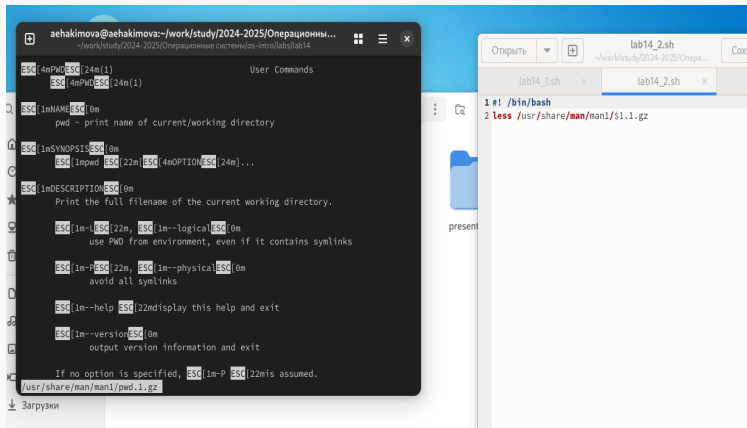 aehakimova@aehakimova:~/work/study/2024-2025/Операционны...
~/work/study/2024-2025/Операционные системы/os-intro/labs/lab14
ESC[4mPWDESC[24m(1) User Commands
ESC[4mPWDESC[24m(1)
ESC[1mNAMEESC[0m
pwd - print name of current/working directory
ESC[1mSYNOPSISESC[0m
ESC[1mpwd ESC[22m[ESC[4mOPTIONESC[24m]...
ESC[1mDESCRIPTIONESC[0m
Print the full filename of the current working directory.
ESC[1m-LESC[22m, ESC[1m--logicalESC[0m
use PWD from environment, even if it contains symlinks
ESC[1m-PESC[22m, ESC[1m--physicalESC[0m
avoid all symlinks
ESC[1m--help ESC[22mdisplay this help and exit
ESC[1m--versionESC[0m
output version information and exit
If no option is specified, ESC[1m-P ESC[22mis assumed.
/usr/share/man/man1/pwd.1.gz
Загрузки
present
Открыть
lab14_2.sh
~/work/study/2024-2025/Опера...
Сох
lab14_1.sh
lab14_2.sh
1 #! /bin/bash
2 less /usr/share/man/man1/$1.1.gz